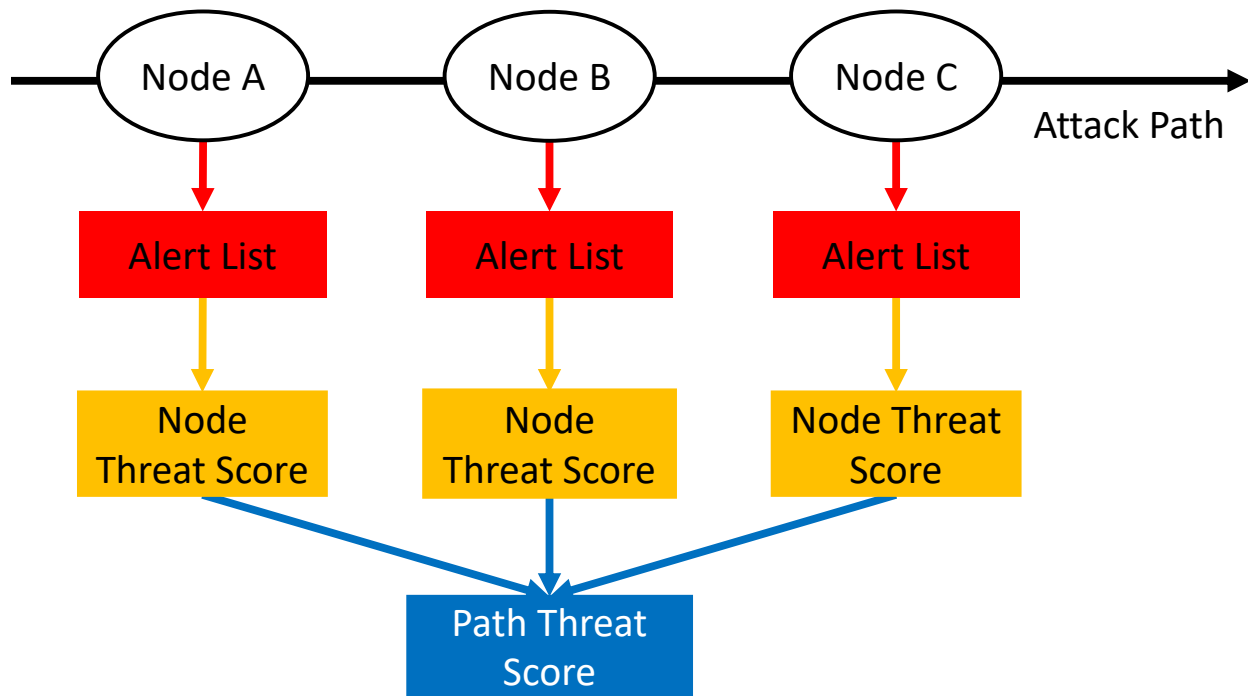 Node A
Node B
Node C
Attack Path
Alert List
Alert List
Alert List
Node
Threat Score
Node
Threat Score
Node Threat
Score
Path Threat
Score